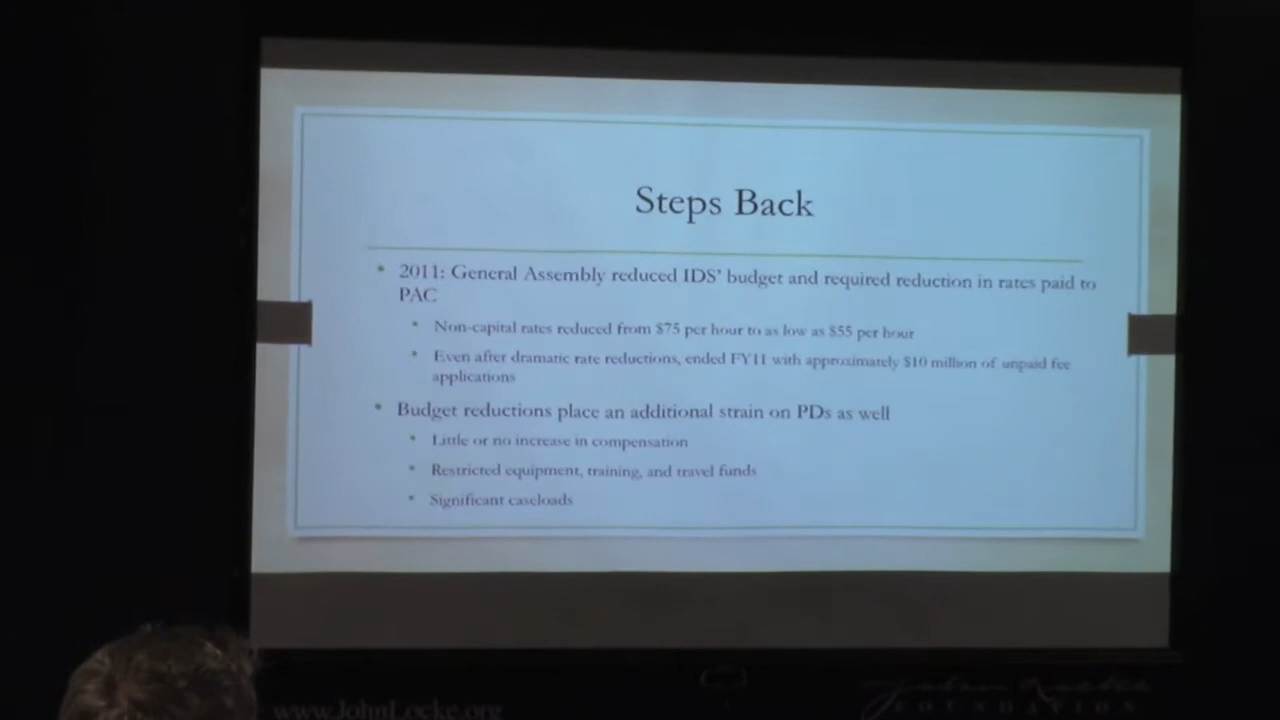 Steps Back
• 2011: General Assembly reduced IDS' budget and required reduction in rates paid to
PAC
• Non-capital rates reduced from $75 per hour to as low as $55 per hour
• Even after dramatic rate reductions, ended FY11 with approximately $10 million of unpaid fee
applications
• Budget reductions place an additional strain on PDs as well
• Little or no increase in compensation
• Restricted equipment, training, and travel funds
• Significant caseloads
www.JohnLocke.org
John Locke
FOUNDATION